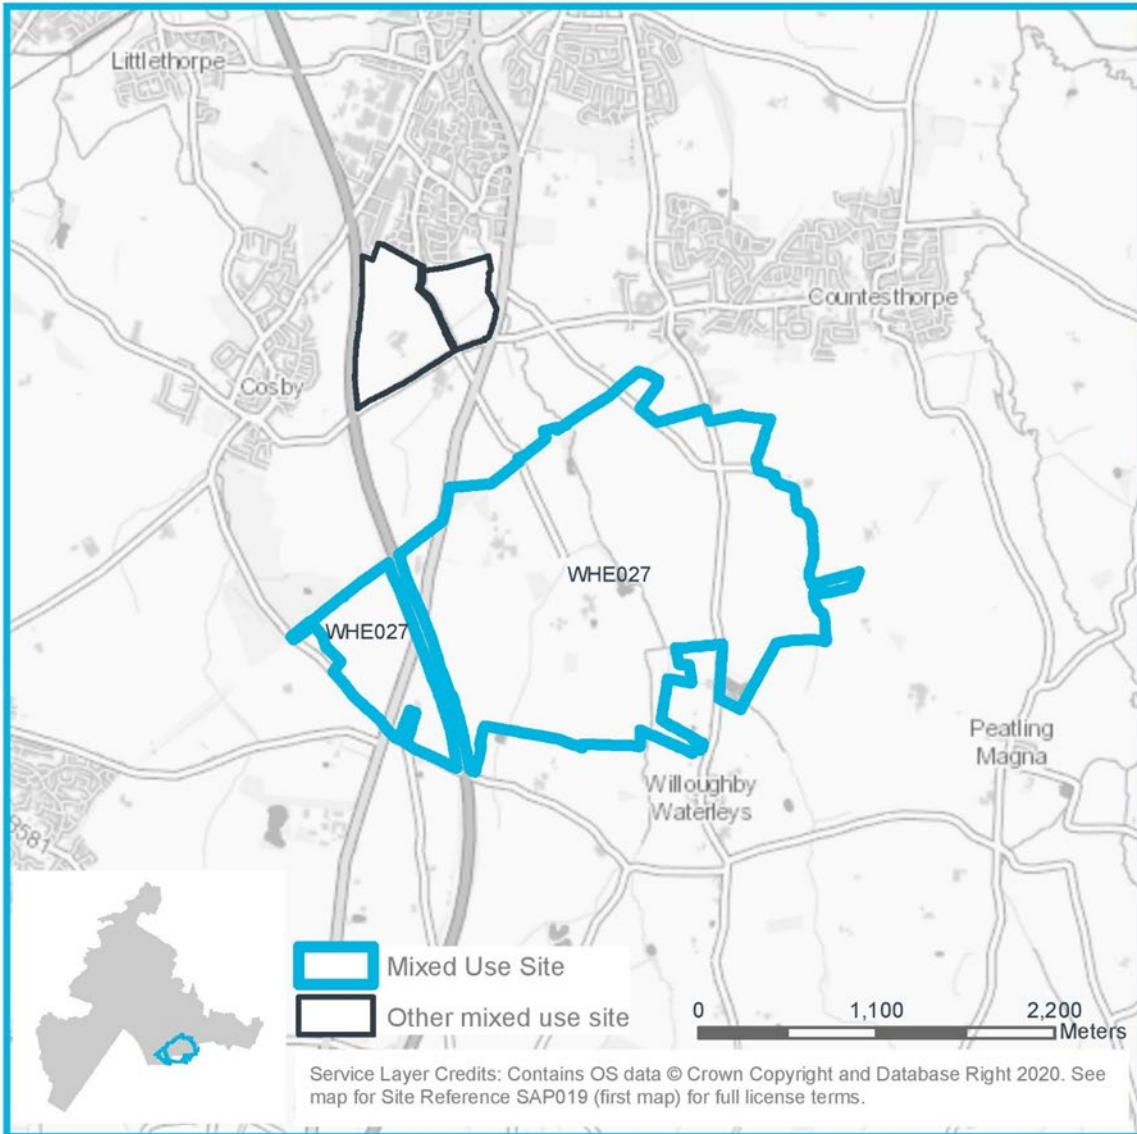 Littlethorpe
Countesthorpe
Cosby
WHE027
WHE027
Peatling
Magna
Willoughby
Waterleys
B581
Mixed Use Site
Other mixed use site
0 1,100 2,200
Meters
Service Layer Credits: Contains OS data © Crown Copyright and Database Right 2020. See
map for Site Reference SAP019 (first map) for full license terms.